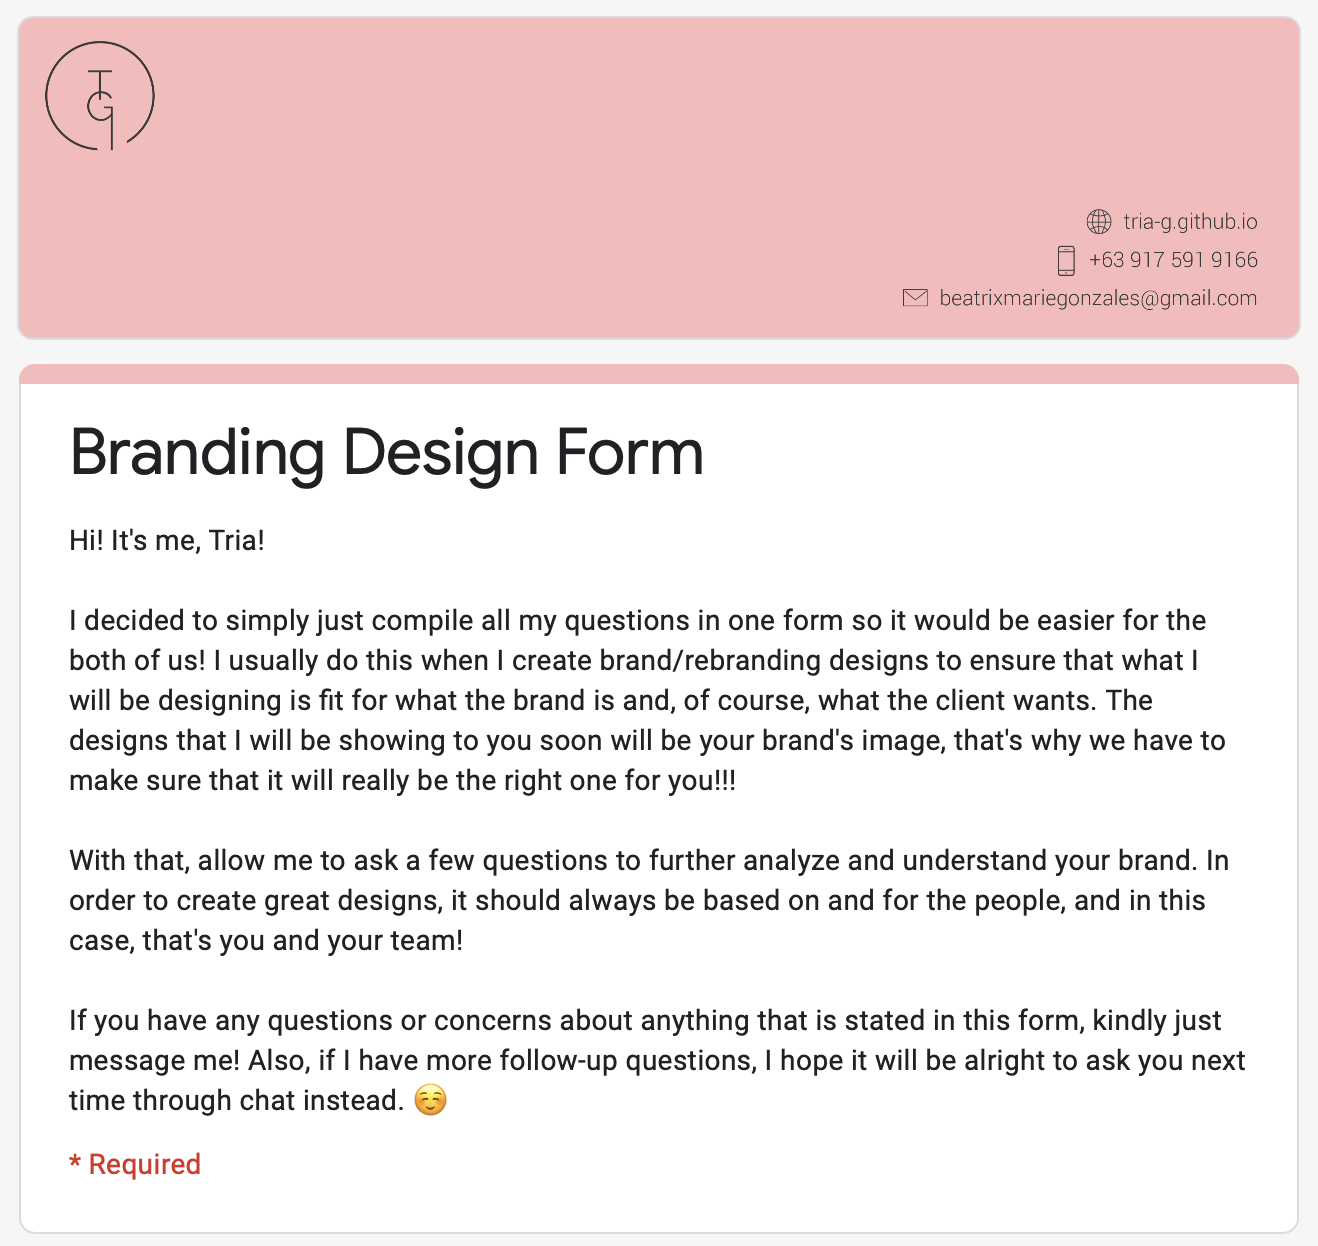 TG
tria-g.github.io
+63 917 591 9166
beatrixmariegonzales@gmail.com
Branding Design Form
Hi! It's me, Tria!
I decided to simply just compile all my questions in one form so it would be easier for the
both of us! I usually do this when I create brand/rebranding designs to ensure that what I
will be designing is fit for what the brand is and, of course, what the client wants. The
designs that I will be showing to you soon will be your brand's image, that's why we have to
make sure that it will really be the right one for you!!!
With that, allow me to ask a few questions to further analyze and understand your brand. In
order to create great designs, it should always be based on and for the people, and in this
case, that's you and your team!
If you have any questions or concerns about anything that is stated in this form, kindly just
message me! Also, if I have more follow-up questions, I hope it will be alright to ask you next
time through chat instead. ☺️
* Required